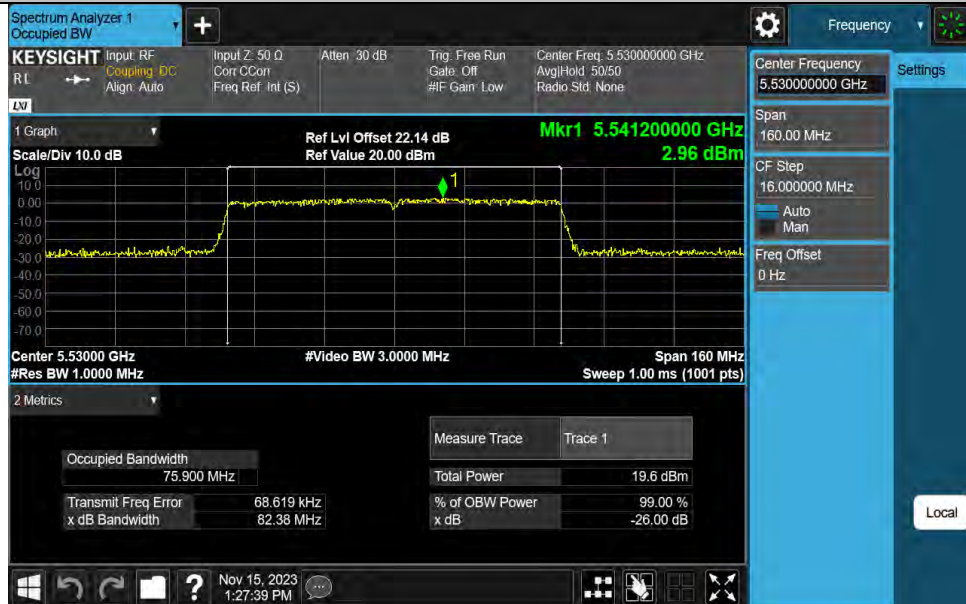 Spectrum Analyzer 1
Occupied BW
+
Frequency
KEYSIGHT
RL
LXI
Input: RF
Coupling: DC
Align: Auto
Input Z: 50 Ω
Corr CCorr
Freq Ref: Int (S)
Atten: 30 dB
Trig: Free Run
Gate: Off
#IF Gain: Low
Center Freq: 5.530000000 GHz
Avg|Hold: 50/50
Radio Std: None
Center Frequency
5.530000000 GHz
Settings
Span
160.00 MHz
CF Step
16.000000 MHz
Auto
Man
Freq Offset
0 Hz
1 Graph
Scale/Div 10.0 dB
Ref Lvl Offset 22.14 dB
Ref Value 20.00 dBm
Mkr1 5.541200000 GHz
2.96 dBm
Log
10.0
0.00
-10.0
-20.0
-30.0
-40.0
-50.0
-60.0
-70.0
1
Center 5.53000 GHz
#Res BW 1.0000 MHz
#Video BW 3.0000 MHz
Span 160 MHz
Sweep 1.00 ms (1001 pts)
2 Metrics
Measure Trace
Trace 1
Occupied Bandwidth
75.900 MHz
Total Power
19.6 dBm
Transmit Freq Error
68.619 kHz
% of OBW Power
99.00 %
x dB Bandwidth
82.38 MHz
x dB
-26.00 dB
Local
?
Nov 15, 2023
1:27:39 PM